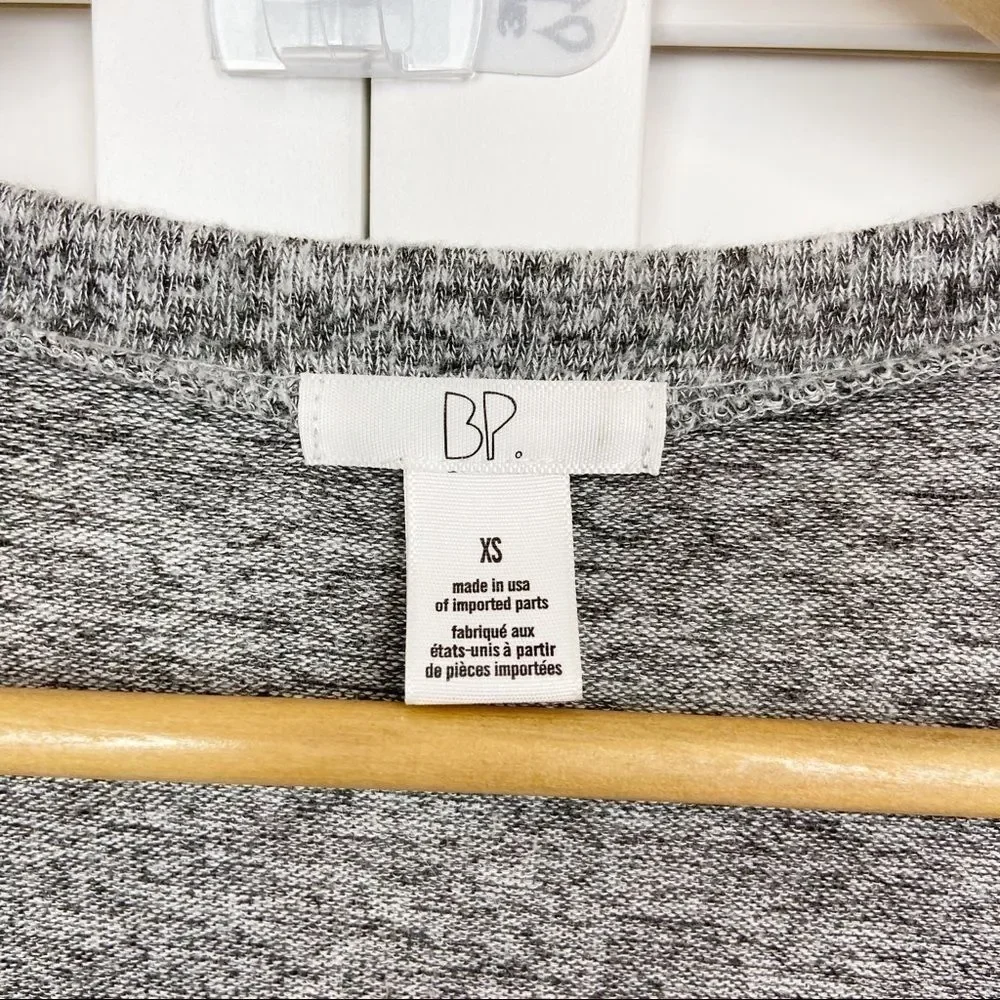 BP.
XS
made in usa
of imported parts
fabriqué aux
états-unis à partir
de pièces importées